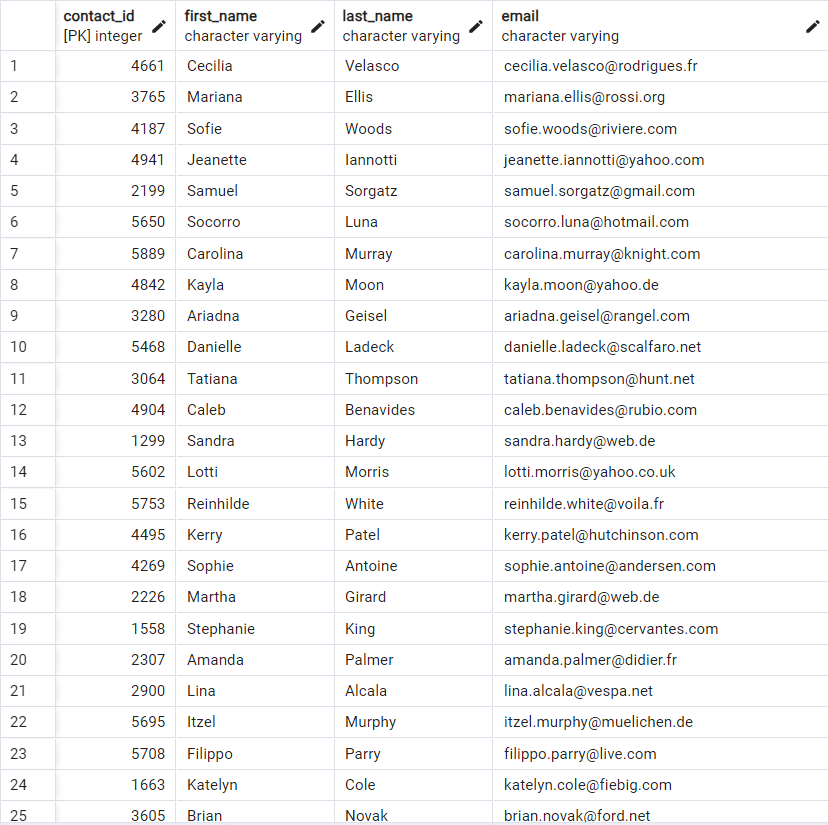 contact_id first_name last_name email
[PK] integer character varying character varying character varying
1 4661 Cecilia Velasco cecilia.velasco@rodrigues.fr
2 3765 Mariana Ellis mariana.ellis@rossi.org
3 4187 Sofie Woods sofie.woods@riviere.com
4 4941 Jeanette Iannotti jeanette.iannotti@yahoo.com
5 2199 Samuel Sorgatz samuel.sorgatz@gmail.com
6 5650 Socorro Luna socorro.luna@hotmail.com
7 5889 Carolina Murray carolina.murray@knight.com
8 4842 Kayla Moon kayla.moon@yahoo.de
9 3280 Ariadna Geisel ariadna.geisel@rangel.com
10 5468 Danielle Ladeck danielle.ladeck@scalfaro.net
11 3064 Tatiana Thompson tatiana.thompson@hunt.net
12 4904 Caleb Benavides caleb.benavides@rubio.com
13 1299 Sandra Hardy sandra.hardy@web.de
14 5602 Lotti Morris lotti.morris@yahoo.co.uk
15 5753 Reinhilde White reinhilde.white@voila.fr
16 4495 Kerry Patel kerry.patel@hutchinson.com
17 4269 Sophie Antoine sophie.antoine@andersen.com
18 2226 Martha Girard martha.girard@web.de
19 1558 Stephanie King stephanie.king@cervantes.com
20 2307 Amanda Palmer amanda.palmer@didier.fr
21 2900 Lina Alcala lina.alcala@vespa.net
22 5695 Itzel Murphy itzel.murphy@muelichen.de
23 5708 Filippo Parry filippo.parry@live.com
24 1663 Katelyn Cole katelyn.cole@fiebig.com
25 3605 Brian Novak brian.novak@ford.net